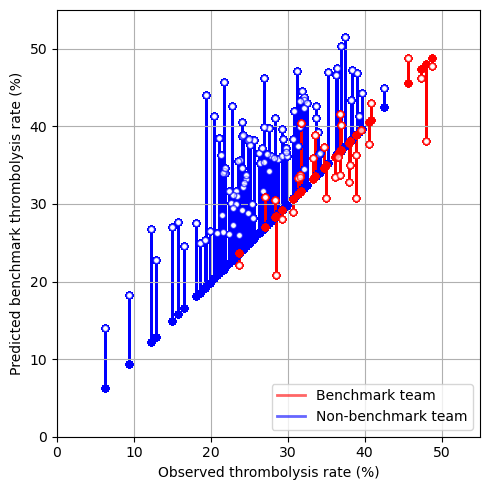 Predicted benchmark thrombolysis rate (%)
50
40
30
20
10
0
Benchmark team
Non-benchmark team
0 10 20 30 40 50
Observed thrombolysis rate (%)